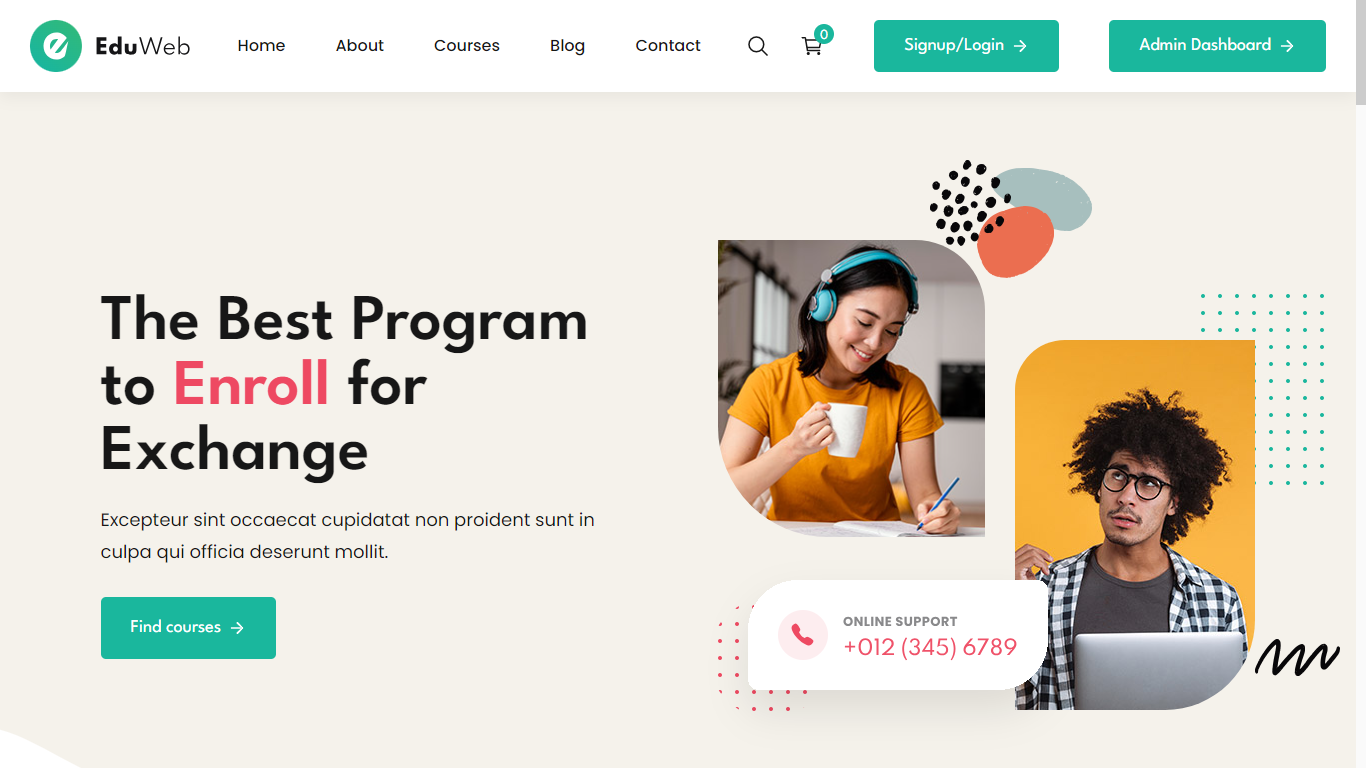 EduWeb
Home
About
Courses
Blog
Contact
0
Signup/Login
Admin Dashboard
The Best Program
to Enroll for
Exchange
Excepteur sint occaecat cupidatat non proident sunt in
culpa qui officia deserunt mollit.
Find courses
ONLINE SUPPORT
+012 (345) 6789